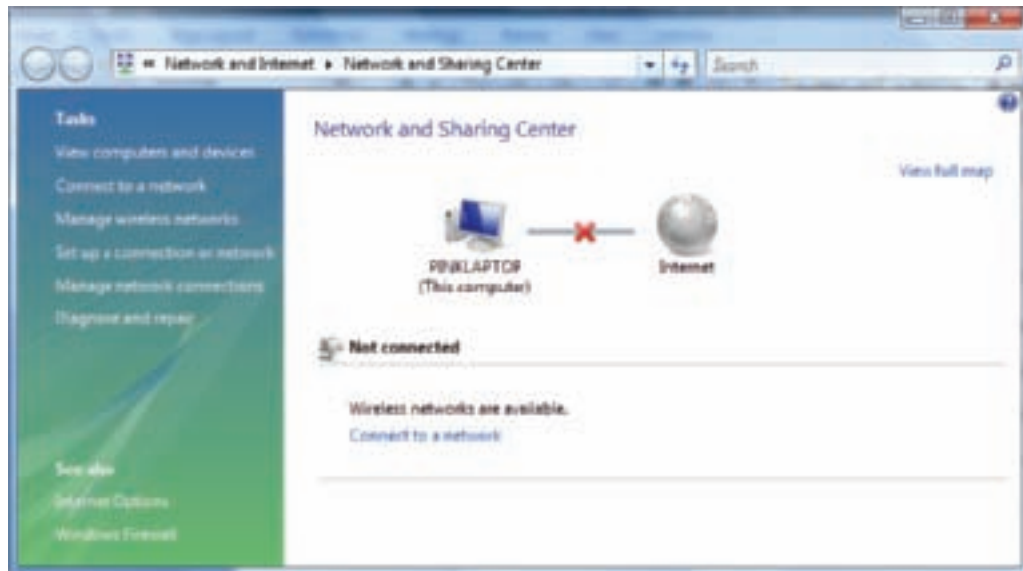 « Network and Internet ▸ Network and Sharing Center
Search
Tasks
View computers and devices
Connect to a network
Manage wireless networks
Set up a connection or network
Manage network connections
Diagnose and repair
See also
Internet Options
Windows Firewall
Network and Sharing Center
View full map
PINKLAPTOP
(This computer)
Internet
Not connected
Wireless networks are available.
Connect to a network